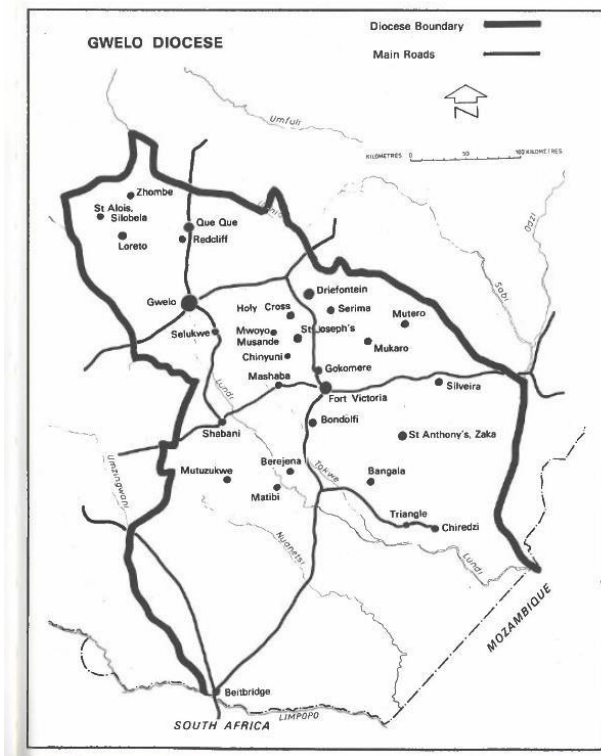 GWELO DIOCESE
Diocese Boundary
Main Roads
N
KILOMETRES 0 50 100 KILOMETRES
Umfuli
Zhombe
St Alois,
Silobela
Loreto
Que Que
Redcliff
Odzi
Sabi
Gwelo
Selukwe
Driefontein
Holy Cross
Serima
Mutero
Mwoyo
Musande
St Joseph's
Mukaro
Chinyuni
Gokomere
Mashaba
Fort Victoria
Silveira
Lundi
Shabani
Bondolfi
St Anthony's, Zaka
Umzingwani
Mutuzukwe
Berejena
Tokwe
Bangala
Matibi
Triangle
Chiredzi
Nuanetsi
Lundi
MOZAMBIQUE
Beitbridge
SOUTH AFRICA
LIMPOPO